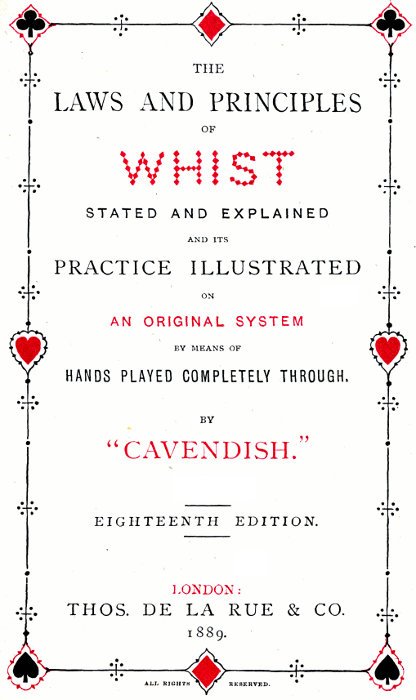 THE
LAWS AND PRINCIPLES
OF
WHIST
STATED AND EXPLAINED
AND ITS
PRACTICE ILLUSTRATED
ON
AN ORIGINAL SYSTEM
BY MEANS OF
HANDS PLAYED COMPLETELY THROUGH.
BY
“CAVENDISH.”
EIGHTEENTH EDITION.
LONDON:
THOS. DE LA RUE & CO.
1889.
ALL RIGHTS RESERVED.